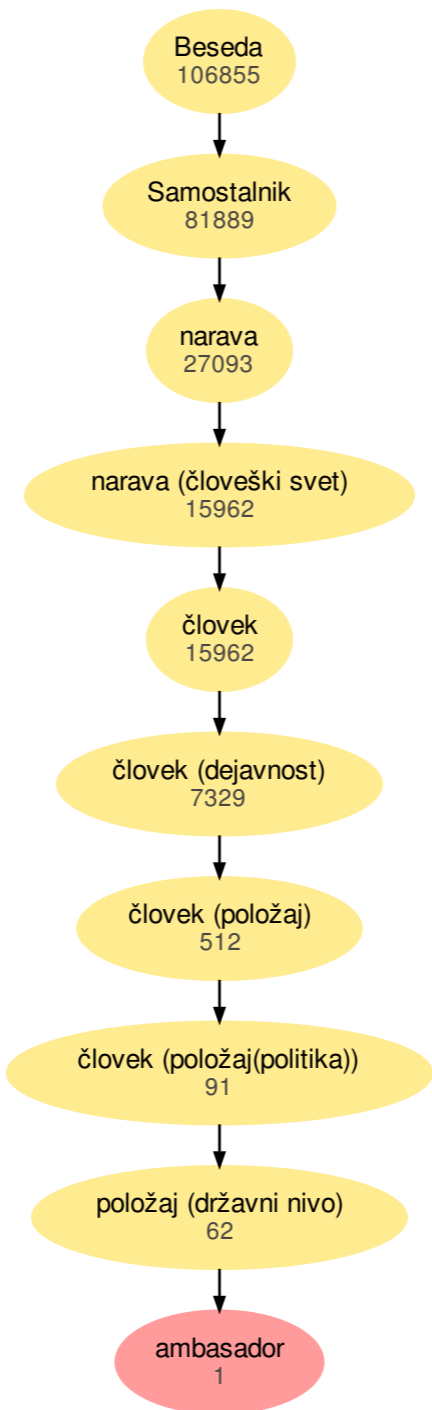 Beseda
106855
Samostalnik
81889
narava
27093
narava (človeški svet)
15962
človek
15962
človek (dejavnost)
7329
človek (položaj)
512
človek (položaj(politika))
91
položaj (državni nivo)
62
ambasador
1